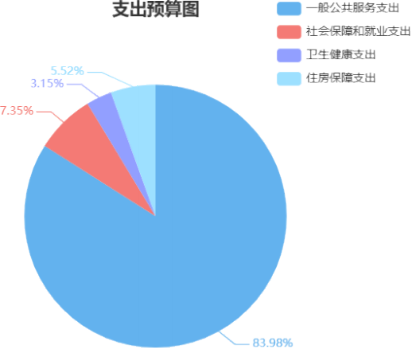 支出预算图
一般公共服务支出
社会保障和就业支出
卫生健康支出
住房保障支出
5.52%
3.15%
7.35%
83.98%